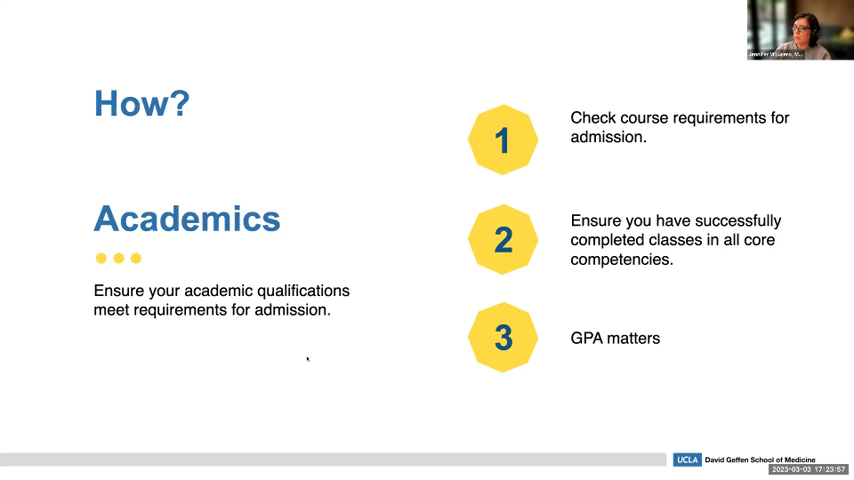 How?
Academics
Ensure your academic qualifications
meet requirements for admission.
1
Check course requirements for
admission.
2
Ensure you have successfully
completed classes in all core
competencies.
3
GPA matters
UCLA David Geffen School of Medicine
2023-03-03 17:23:57
Jennifer